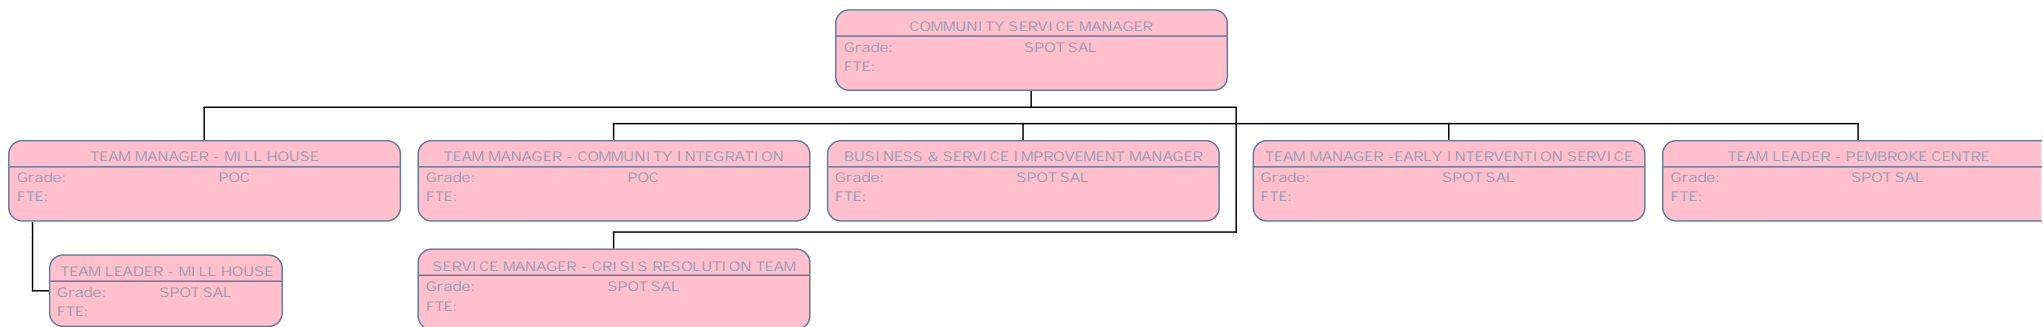 COMMUNITY SERVICE MANAGER
Grade: SPOT SAL
FTE:
TEAM MANAGER - MILL HOUSE
Grade: POC
FTE:
TEAM MANAGER - COMMUNITY INTEGRATION
Grade: POC
FTE:
BUSINESS & SERVICE IMPROVEMENT MANAGER
Grade: SPOT SAL
FTE:
TEAM MANAGER -EARLY INTERVENTION SERVICE
Grade: SPOT SAL
FTE:
TEAM LEADER - PEMBROKE CENTRE
Grade: SPOT SAL
FTE:
TEAM LEADER - MILL HOUSE
Grade: SPOT SAL
FTE:
SERVICE MANAGER - CRISIS RESOLUTION TEAM
Grade: SPOT SAL
FTE: